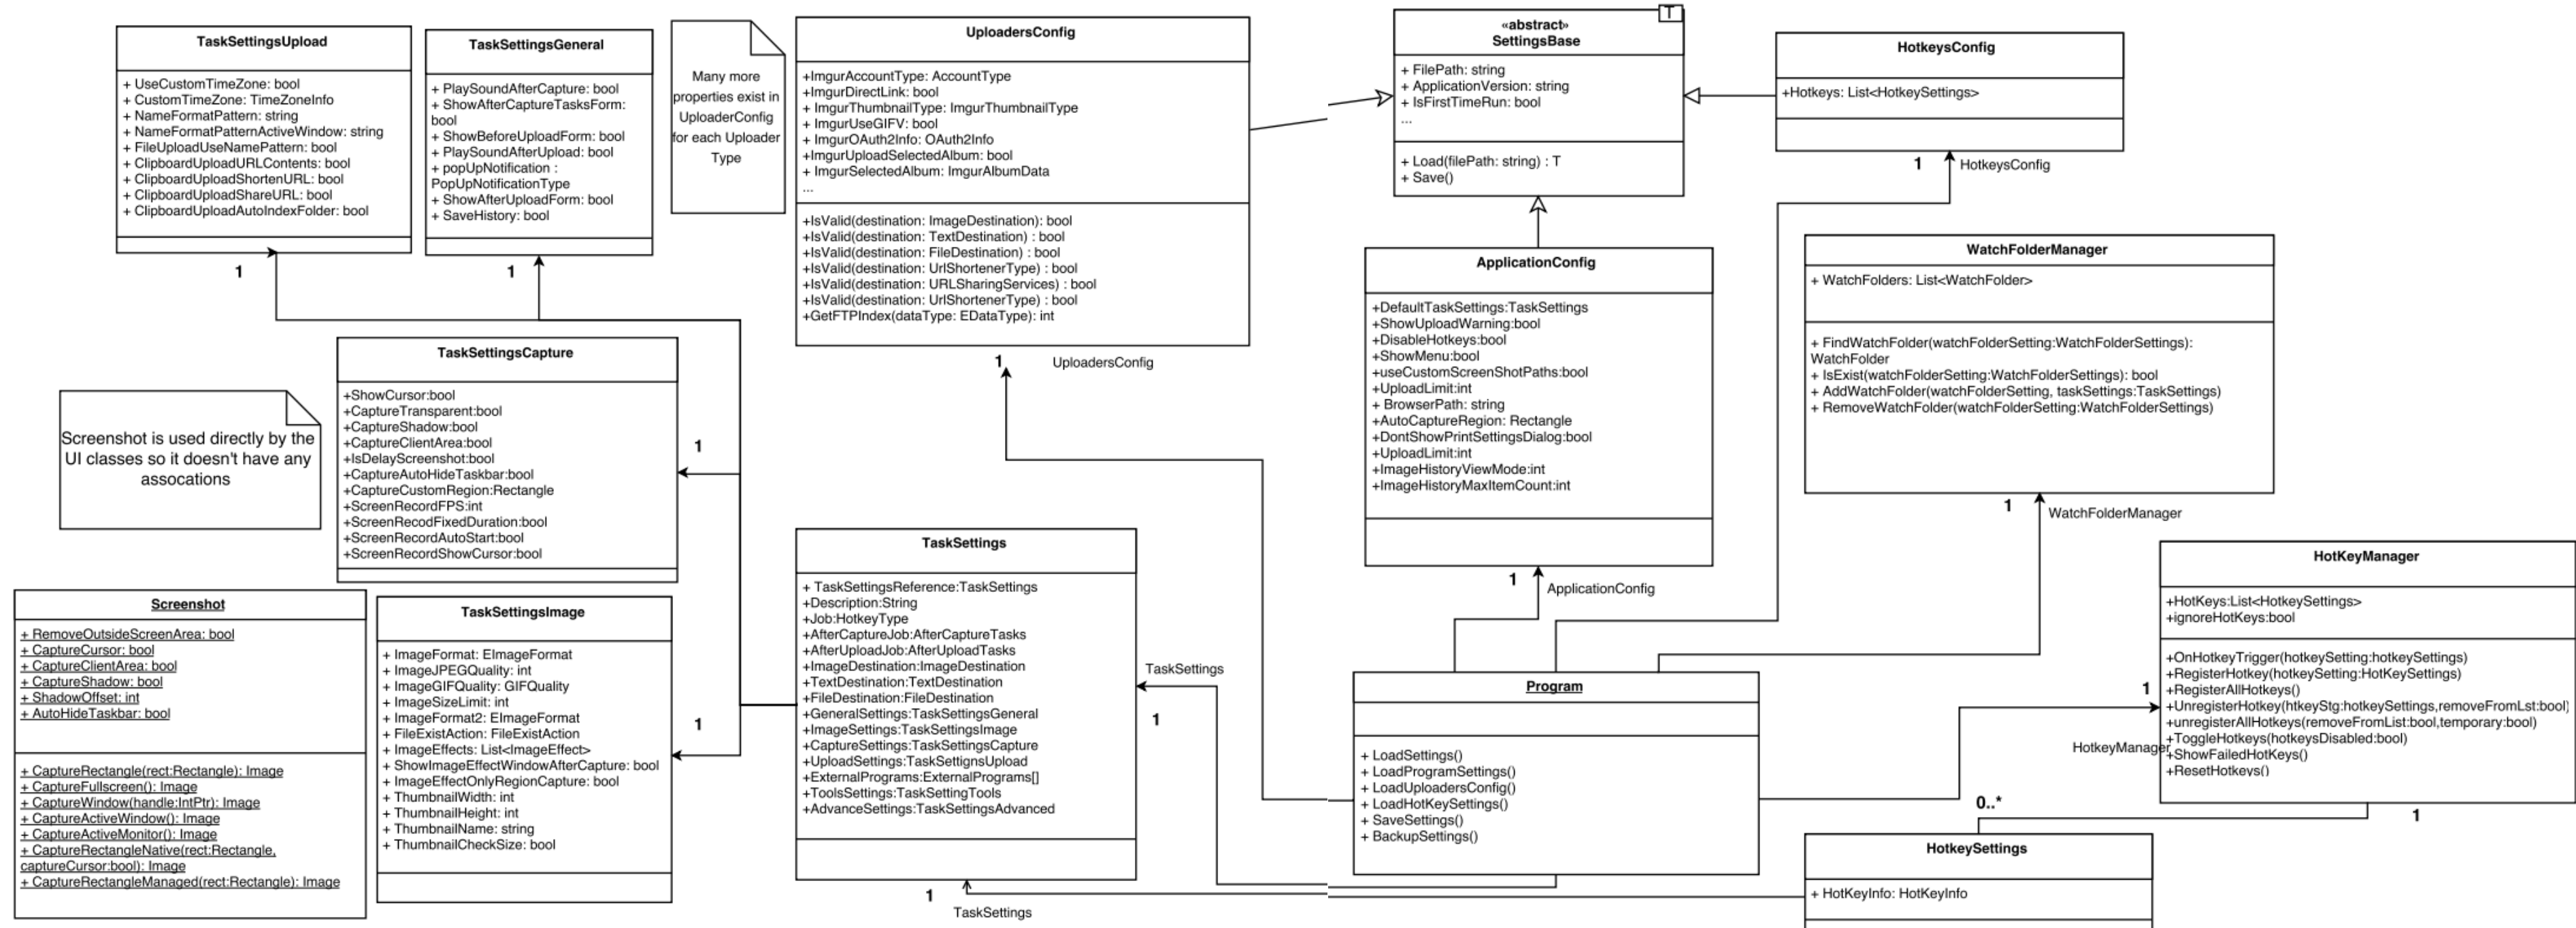 TaskSettingsUpload
+ UseCustomTimeZone: bool
+ CustomTimeZone: TimeZoneInfo
+ NameFormatPattern: string
+ NameFormatPatternActiveWindow: string
+ FileUploadUseNamePattern: bool
+ ClipboardUploadURLContents: bool
+ ClipboardUploadShortenURL: bool
+ ClipboardUploadShareURL: bool
+ ClipboardUploadAutoIndexFolder: bool
1
TaskSettingsGeneral
+ PlaySoundAfterCapture: bool
+ ShowAfterCaptureTasksForm:
bool
+ ShowBeforeUploadForm: bool
+ PlaySoundAfterUpload: bool
+ popUpNotification :
PopUpNotificationType
+ ShowAfterUploadForm: bool
+ SaveHistory: bool
1
Many more
properties exist in
UploaderConfig
for each Uploader
Type
UploadersConfig
+ImgurAccountType: AccountType
+ImgurDirectLink: bool
+ ImgurThumbnailType: ImgurThumbnailType
+ ImgurUseGIFV: bool
+ ImgurOAuth2Info: OAuth2Info
+ImgurUploadSelectedAlbum: bool
+ ImgurSelectedAlbum: ImgurAlbumData
...
+IsValid(destination: ImageDestination): bool
+IsValid(destination: TextDestination) : bool
+IsValid(destination: FileDestination) : bool
+IsValid(destination: UrlShortenerType) : bool
+IsValid(destination: URLSharingServices) : bool
+IsValid(destination: UrlShortenerType) : bool
+GetFTPIndex(dataType: EDataType): int
1
UploadersConfig
T
«abstract»
SettingsBase
+ FilePath: string
+ ApplicationVersion: string
+ IsFirstTimeRun: bool
...
+ Load(filePath: string) : T
+ Save()
HotkeysConfig
+Hotkeys: List<HotkeySettings>
1
HotkeysConfig
ApplicationConfig
+DefaultTaskSettings:TaskSettings
+ShowUploadWarning:bool
+DisableHotkeys:bool
+ShowMenu:bool
+useCustomScreenShotPaths:bool
+UploadLimit:int
+ BrowserPath: string
+AutoCaptureRegion: Rectangle
+DontShowPrintSettingsDialog:bool
+UploadLimit:int
+ImageHistoryViewMode:int
+ImageHistoryMaxItemCount:int
1
ApplicationConfig
WatchFolderManager
+ WatchFolders: List<WatchFolder>
+ FindWatchFolder(watchFolderSetting:WatchFolderSettings):
WatchFolder
+ IsExist(watchFolderSetting:WatchFolderSettings): bool
+ AddWatchFolder(watchFolderSetting, taskSettings:TaskSettings)
+ RemoveWatchFolder(watchFolderSetting:WatchFolderSettings)
1
WatchFolderManager
TaskSettingsCapture
+ShowCursor:bool
+CaptureTransparent:bool
+CaptureShadow:bool
+CaptureClientArea:bool
+IsDelayScreenshot:bool
+CaptureAutoHideTaskbar:bool
+CaptureCustomRegion:Rectangle
+ScreenRecordFPS:int
+ScreenRecodFixedDuration:bool
+ScreenRecordAutoStart:bool
+ScreenRecordShowCursor:bool
1
Screenshot is used directly by the
UI classes so it doesn't have any
assocations
Screenshot
+ RemoveOutsideScreenArea: bool
+ CaptureCursor: bool
+ CaptureClientArea: bool
+ CaptureShadow: bool
+ ShadowOffset: int
+ AutoHideTaskbar: bool
+ CaptureRectangle(rect:Rectangle): Image
+ CaptureFullscreen(): Image
+ CaptureWindow(handle:IntPtr): Image
+ CaptureActiveWindow(): Image
+ CaptureActiveMonitor(): Image
+ CaptureRectangleNative(rect:Rectangle,
captureCursor:bool): Image
+ CaptureRectangleManaged(rect:Rectangle): Image
TaskSettingsImage
+ ImageFormat: EImageFormat
+ ImageJPEGQuality: int
+ ImageGIFQuality: GIFQuality
+ ImageSizeLimit: int
+ ImageFormat2: EImageFormat
+ FileExistAction: FileExistAction
+ ImageEffects: List<ImageEffect>
+ ShowImageEffectWindowAfterCapture: bool
+ ImageEffectOnlyRegionCapture: bool
+ ThumbnailWidth: int
+ ThumbnailHeight: int
+ ThumbnailName: string
+ ThumbnailCheckSize: bool
1
TaskSettings
+ TaskSettingsReference:TaskSettings
+Description:String
+Job:HotkeyType
+AfterCaptureJob:AfterCaptureTasks
+AfterUploadJob:AfterUploadTasks
+ImageDestination:ImageDestination
+TextDestination:TextDestination
+FileDestination:FileDestination
+GeneralSettings:TaskSettingsGeneral
+ImageSettings:TaskSettingsImage
+CaptureSettings:TaskSettingsCapture
+UploadSettings:TaskSettignsUpload
+ExternalPrograms:ExternalPrograms[]
+ToolsSettings:TaskSettingTools
+AdvanceSettings:TaskSettingsAdvanced
TaskSettings
1
1
TaskSettings
Program
+ LoadSettings()
+ LoadProgramSettings()
+ LoadUploadersConfig()
+ LoadHotKeySettings()
+ SaveSettings()
+ BackupSettings()
HotKeyManager
+HotKeys:List<HotkeySettings>
+ignoreHotKeys:bool
+OnHotkeyTrigger(hotkeySetting:hotkeySettings)
+RegisterHotkey(hotkeySetting:HotKeySettings)
+RegisterAllHotkeys()
+UnregisterHotkey(htkeyStg:hotkeySettings,removeFromLst:bool)
+unregisterAllHotkeys(removeFromList:bool,temporary:bool)
+ToggleHotkeys(hotkeysDisabled:bool)
+ShowFailedHotKeys()
+ResetHotkeys()
1
HotkeyManager
0..*
1
HotkeySettings
+ HotKeyInfo: HotKeyInfo